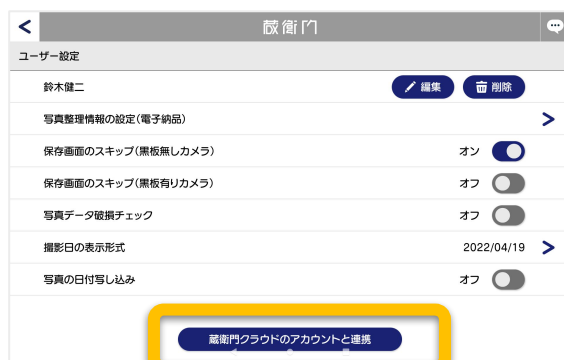 蔵衛門
ユーザー設定
鈴木健二 編集 削除
写真整理情報の設定(電子納品)
保存画面のスキップ(黒板無しカメラ) オン
保存画面のスキップ(黒板有りカメラ) オフ
写真データ破損チェック オフ
撮影日の表示形式 2022/04/19
写真の日付写し込み オフ
蔵衛門クラウドのアカウントと連携